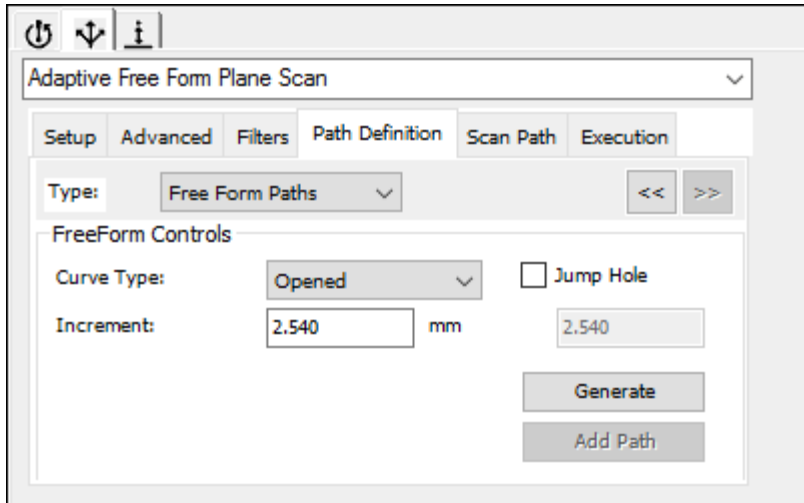 Adaptive Free Form Plane Scan
Setup Advanced Filters Path Definition Scan Path Execution
Type: Free Form Paths << >>
FreeForm Controls
Curve Type: Opened Jump Hole
Increment: 2.540 mm 2.540
Generate
Add Path